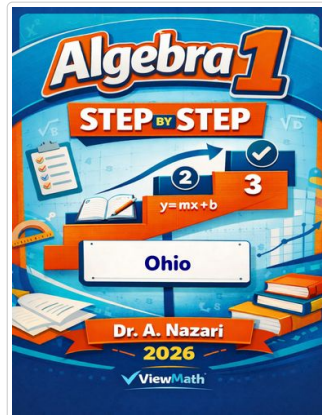 Algebra 1
STEP BY STEP
2
3
y=mx+b
Ohio
Dr. A. Nazari
2026
ViewMath